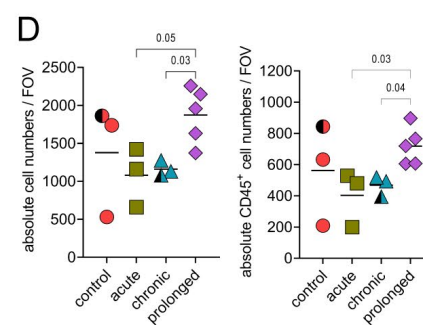 D
absolute cell numbers / FOV
2500
2000
1500
1000
500
0
0.05
0.03
control
acute
chronic
prolonged
absolute CD45⁺ cell numbers / FOV
1200
1000
800
600
400
200
0
0.03
0.04
control
acute
chronic
prolonged